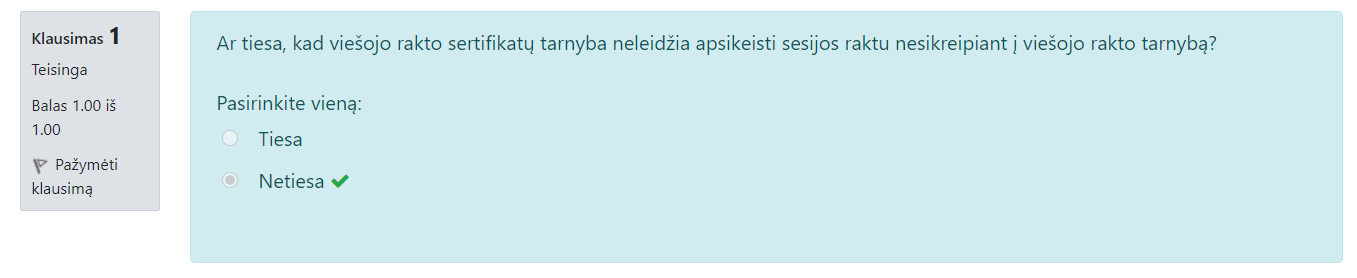 Klausimas 1
Teisinga
Balas 1.00 iš
1.00
Pažymėti
klausimą
Ar tiesa, kad viešojo rakto sertifikatų tarnyba neleidžia apsikeisti sesijos raktu nesikreipiant į viešojo rakto tarnybą?
Pasirinkite vieną:
Tiesa
Netiesa